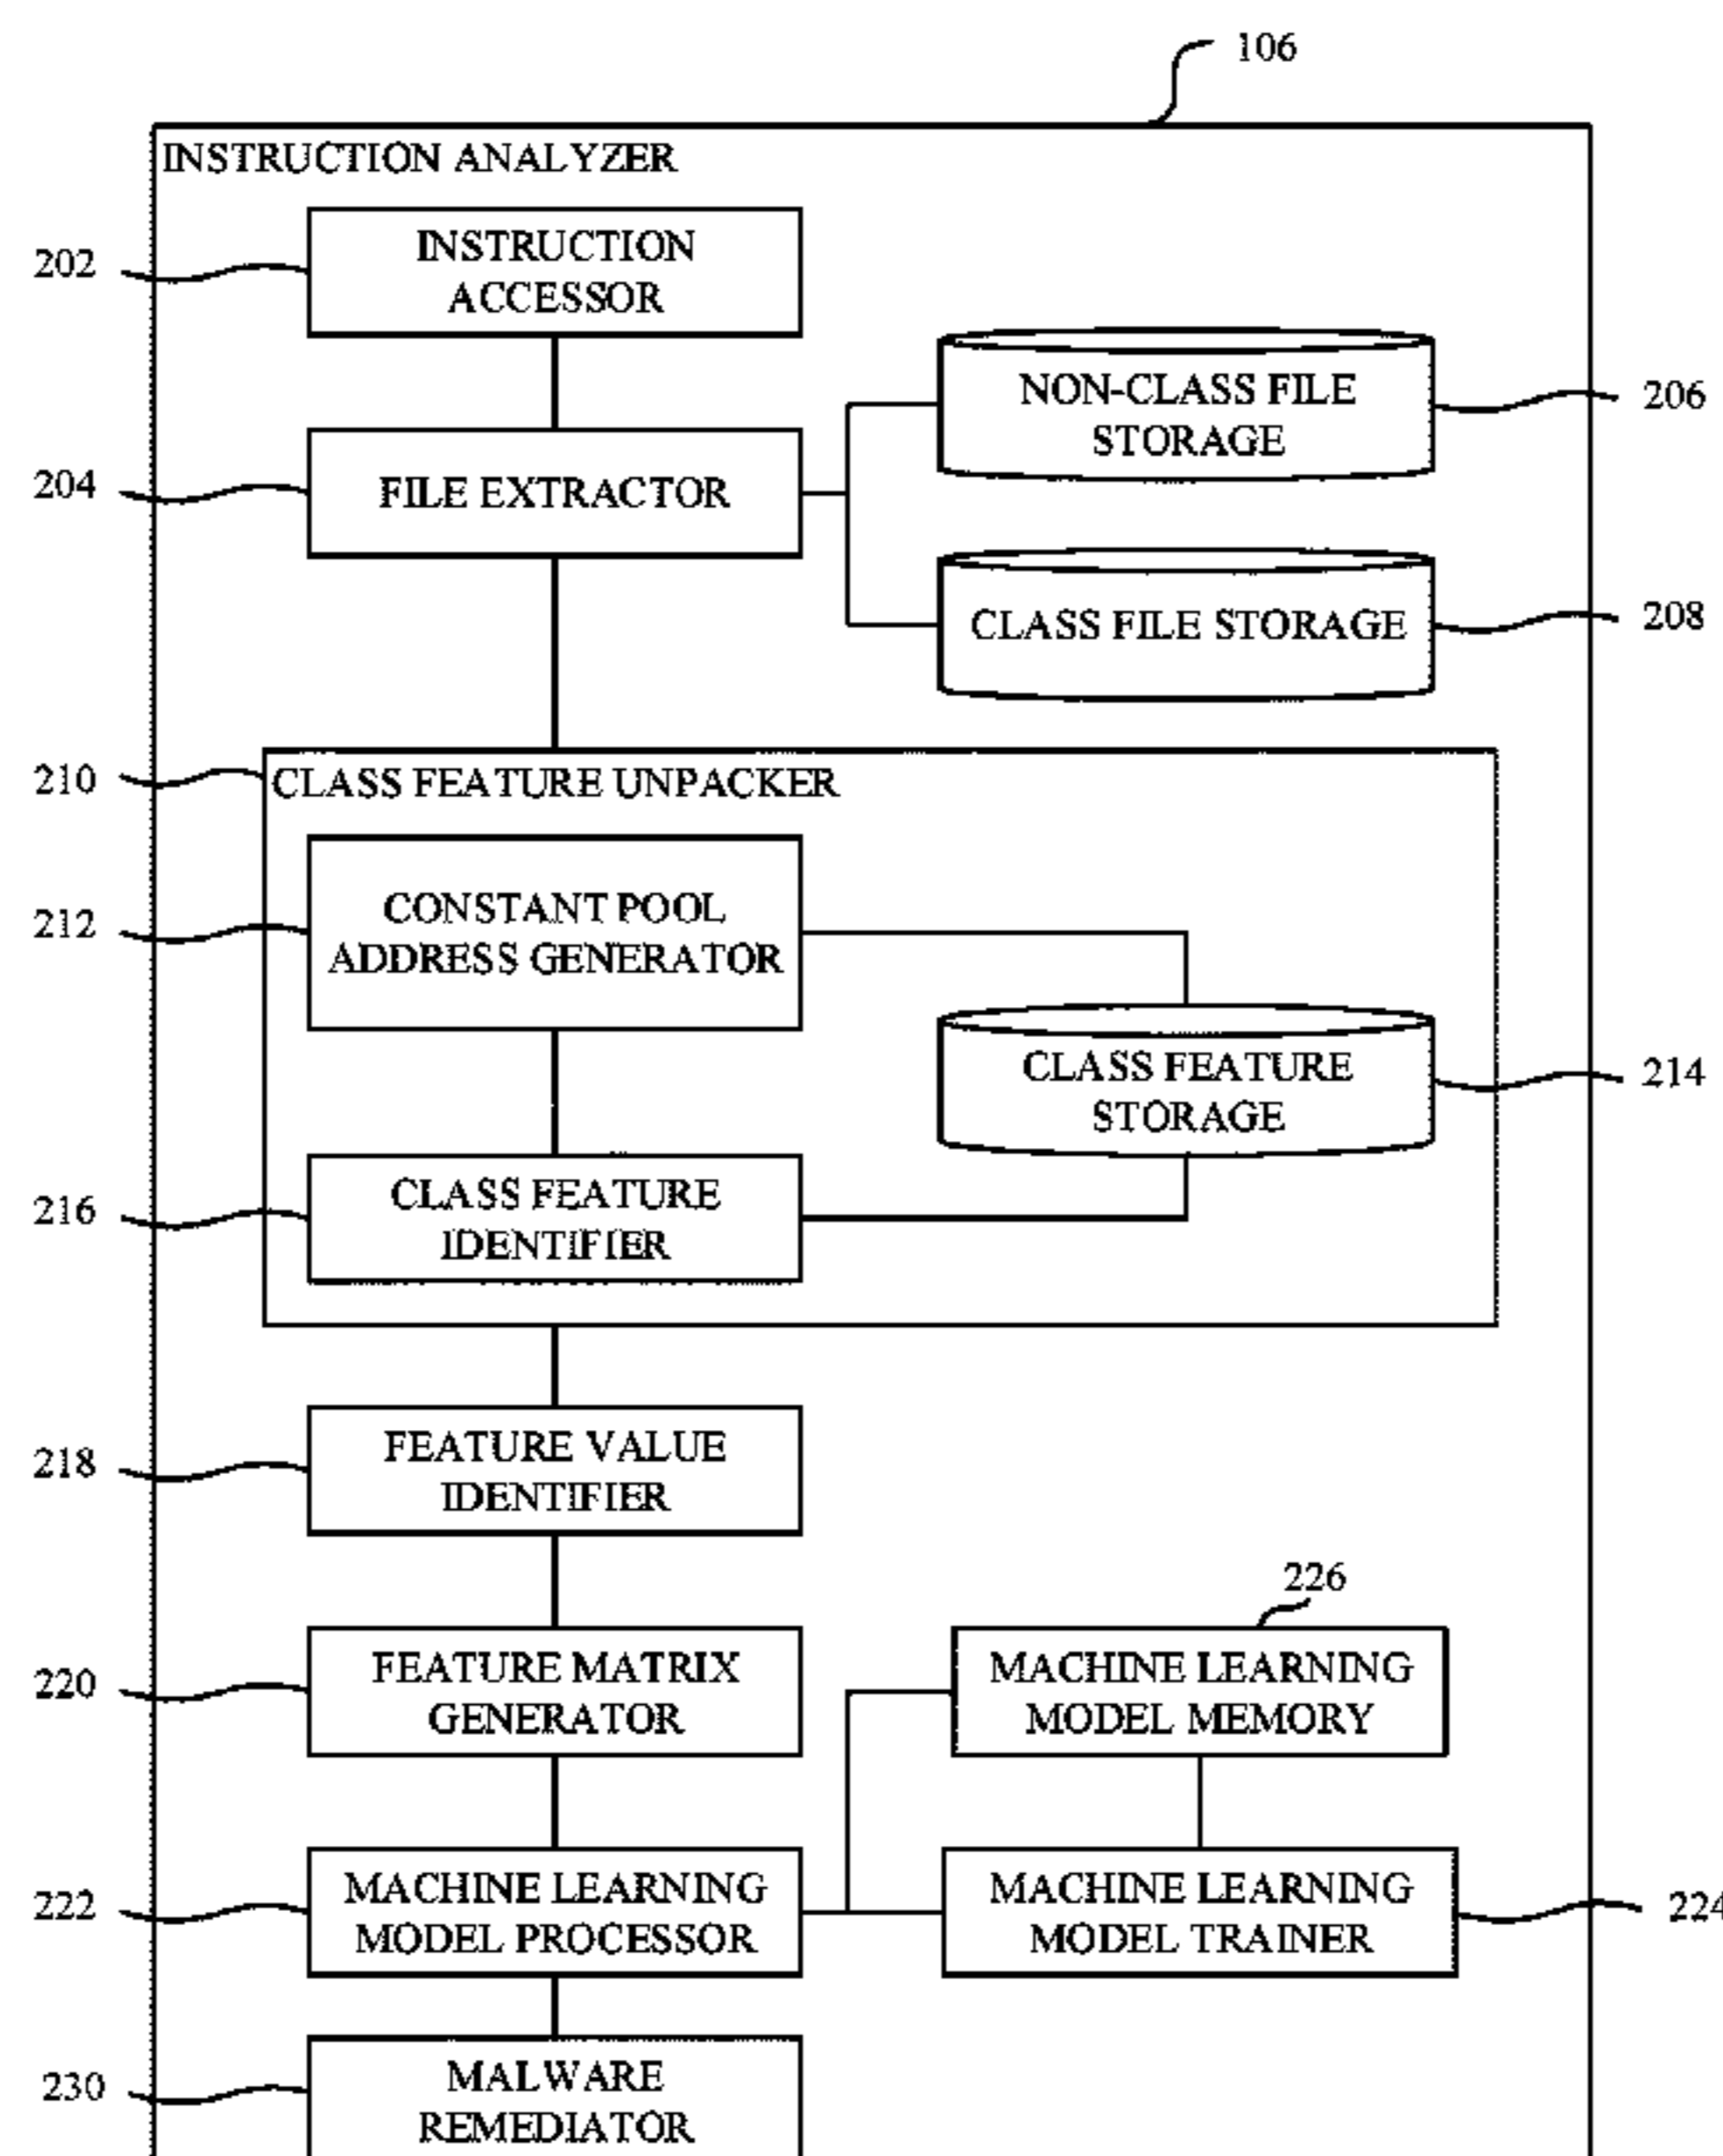 106
INSTRUCTION ANALYZER
202
INSTRUCTION
ACCESSOR
NON-CLASS FILE
STORAGE
206
204
FILE EXTRACTOR
CLASS FILE STORAGE
208
210
CLASS FEATURE UNPACKER
212
CONSTANT POOL
ADDRESS GENERATOR
CLASS FEATURE
STORAGE
214
216
CLASS FEATURE
IDENTIFIER
218
FEATURE VALUE
IDENTIFIER
226
220
FEATURE MATRIX
GENERATOR
MACHINE LEARNING
MODEL MEMORY
222
MACHINE LEARNING
MODEL PROCESSOR
MACHINE LEARNING
MODEL TRAINER
224
230
MALWARE
REMEDIATOR